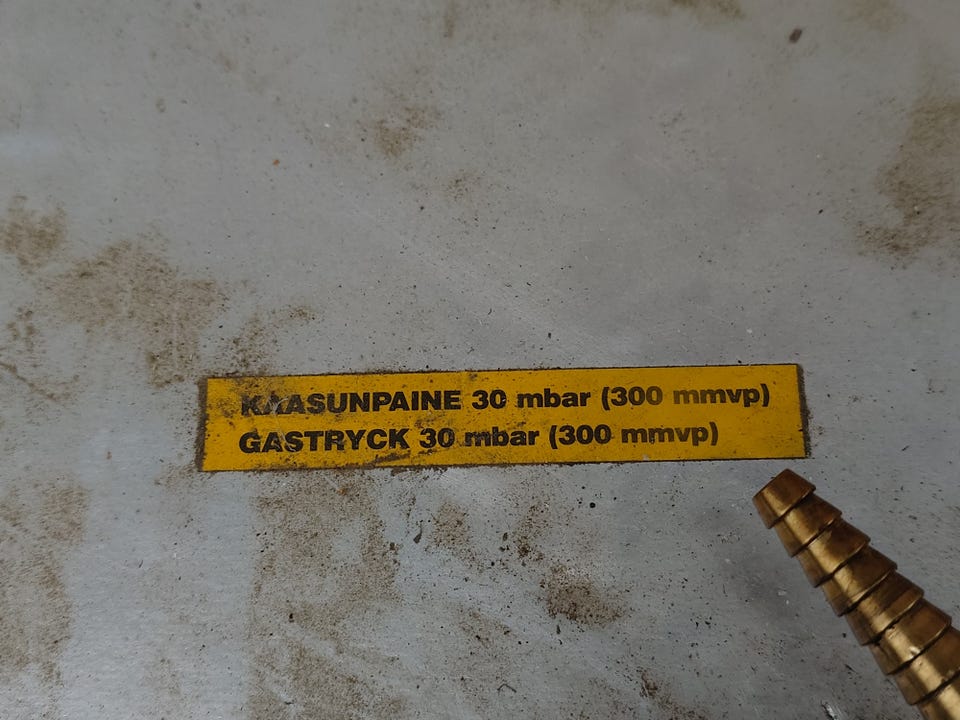 KAASUNPAINE 30 mbar (300 mmvp)
GASTRYCK 30 mbar (300 mmvp)